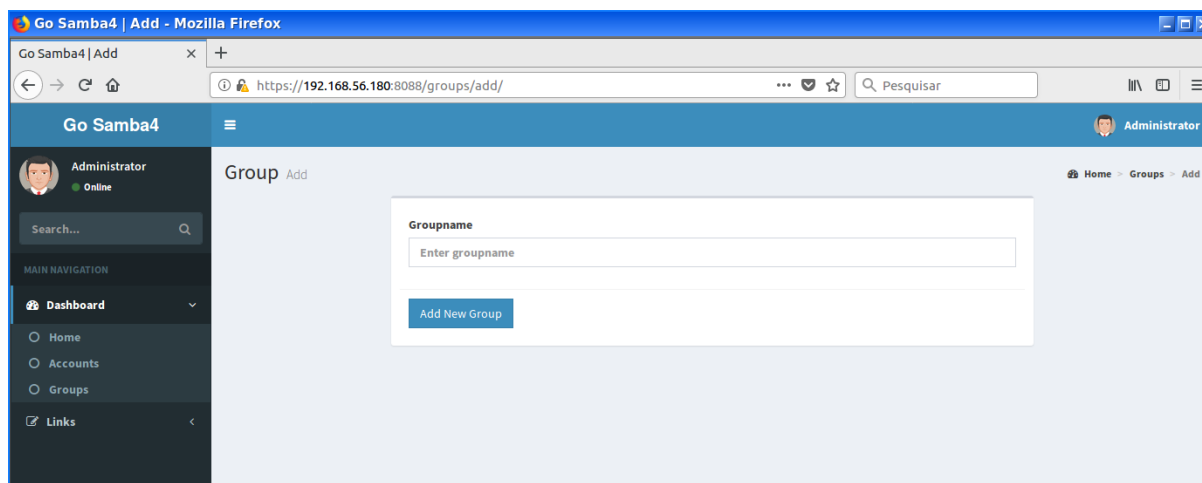 Go Samba4 | Add - Mozilla Firefox
Go Samba4 | Add
https://192.168.56.180:8088/groups/add/
Pesquisar
Go Samba4
Administrator
Administrator
Online
Group Add
Home > Groups > Add
Search...
MAIN NAVIGATION
Dashboard
Home
Accounts
Groups
Links
Groupname
Enter groupname
Add New Group